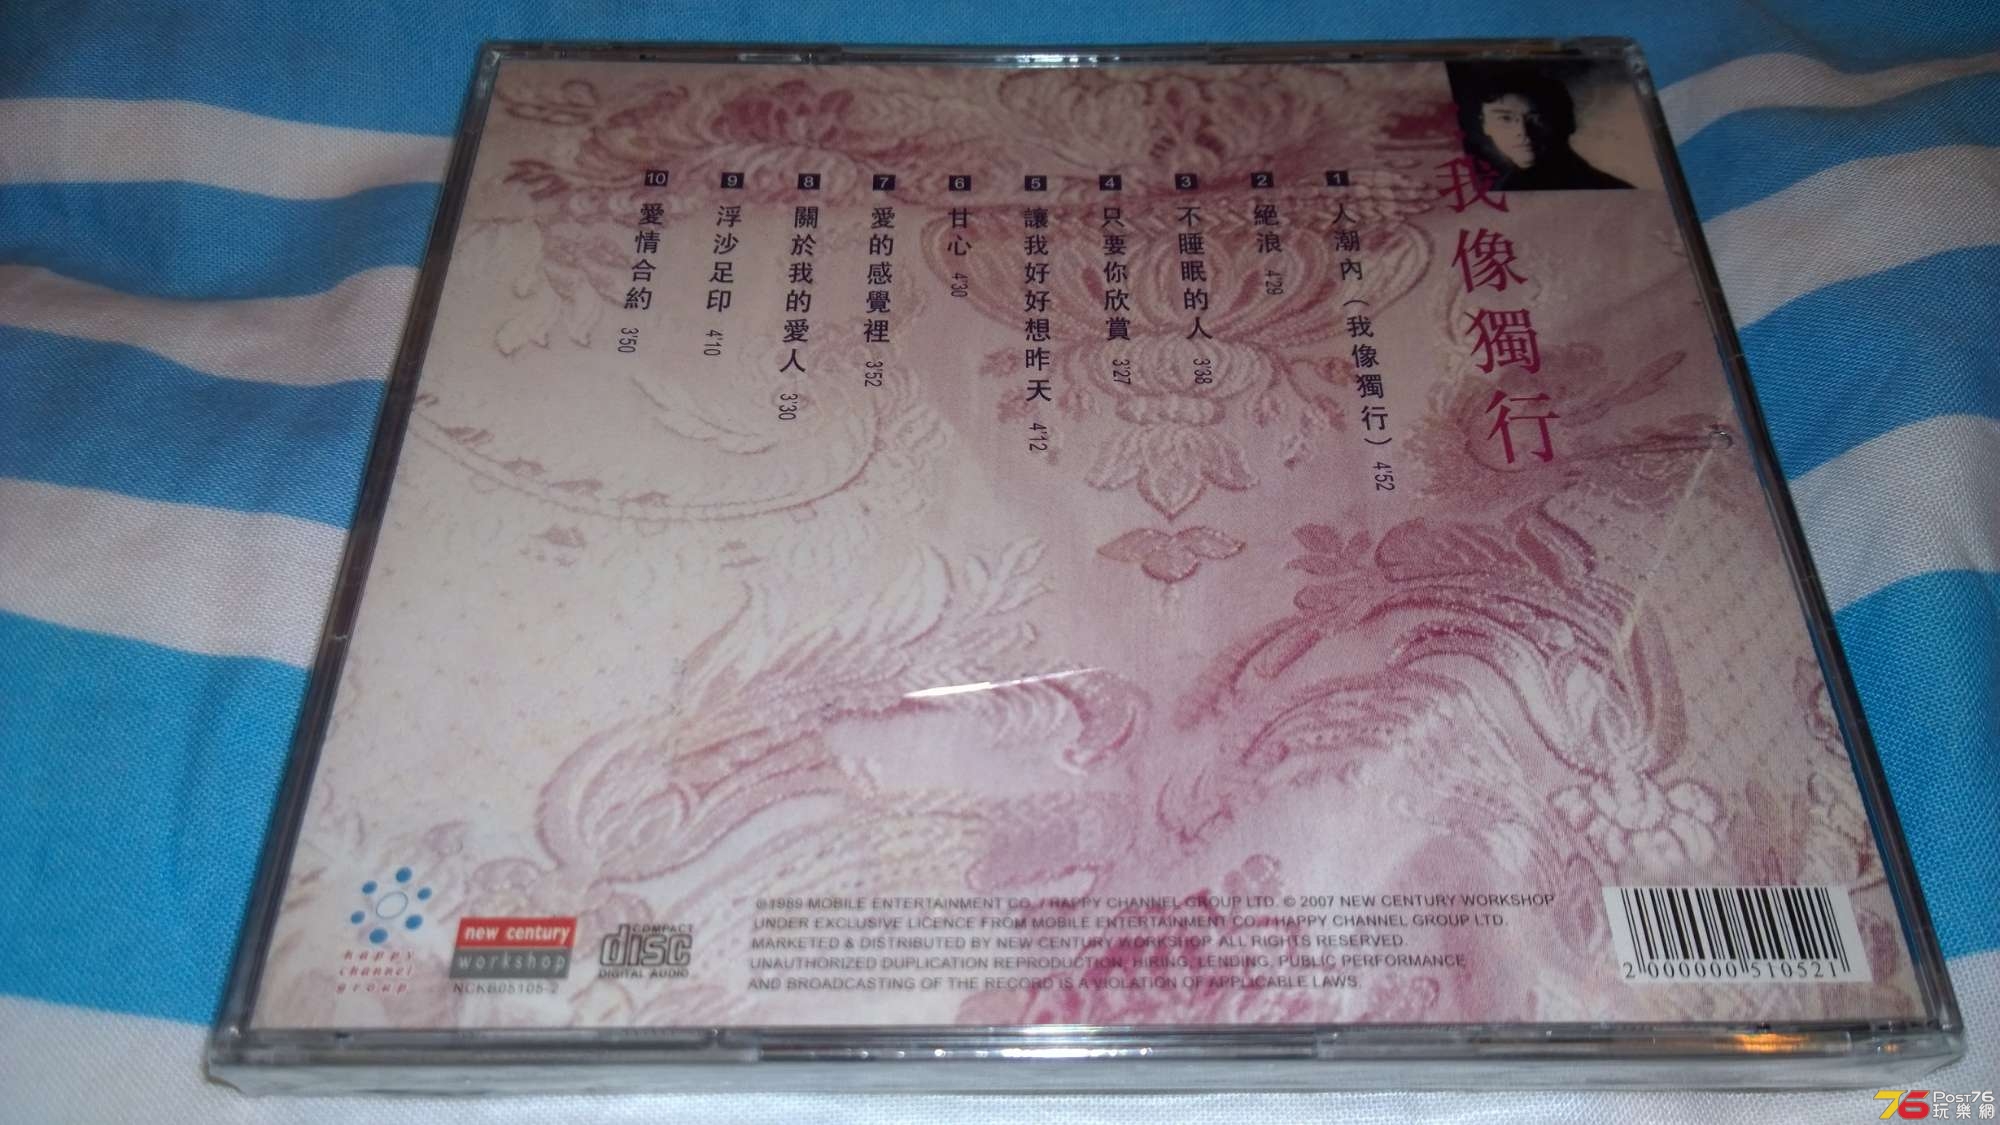 我像獨行
1 人潮內（我像獨行） 4'52
2 絕浪 4'29
3 不睡眠的人 3'38
4 只要你欣賞 3'27
5 讓我好好想昨天 4'12
6 甘心 4'30
7 愛的感覺裡 3'52
8 關於我的愛人 3'30
9 浮沙足印 4'10
10 愛情合約 3'50
happy
channel
group
new century
workshop
NCKB05105-2
COMPACT
disc
DIGITAL AUDIO
℗1989 MOBILE ENTERTAINMENT CO. / HAPPY CHANNEL GROUP LTD. © 2007 NEW CENTURY WORKSHOP
UNDER EXCLUSIVE LICENCE FROM MOBILE ENTERTAINMENT CO. / HAPPY CHANNEL GROUP LTD.
MARKETED & DISTRIBUTED BY NEW CENTURY WORKSHOP ALL RIGHTS RESERVED.
UNAUTHORIZED DUPLICATION REPRODUCTION, HIRING, LENDING, PUBLIC PERFORMANCE
AND BROADCASTING OF THE RECORD IS A VIOLATION OF APPLICABLE LAWS.
2 000000 510521
76 Post76
玩樂網